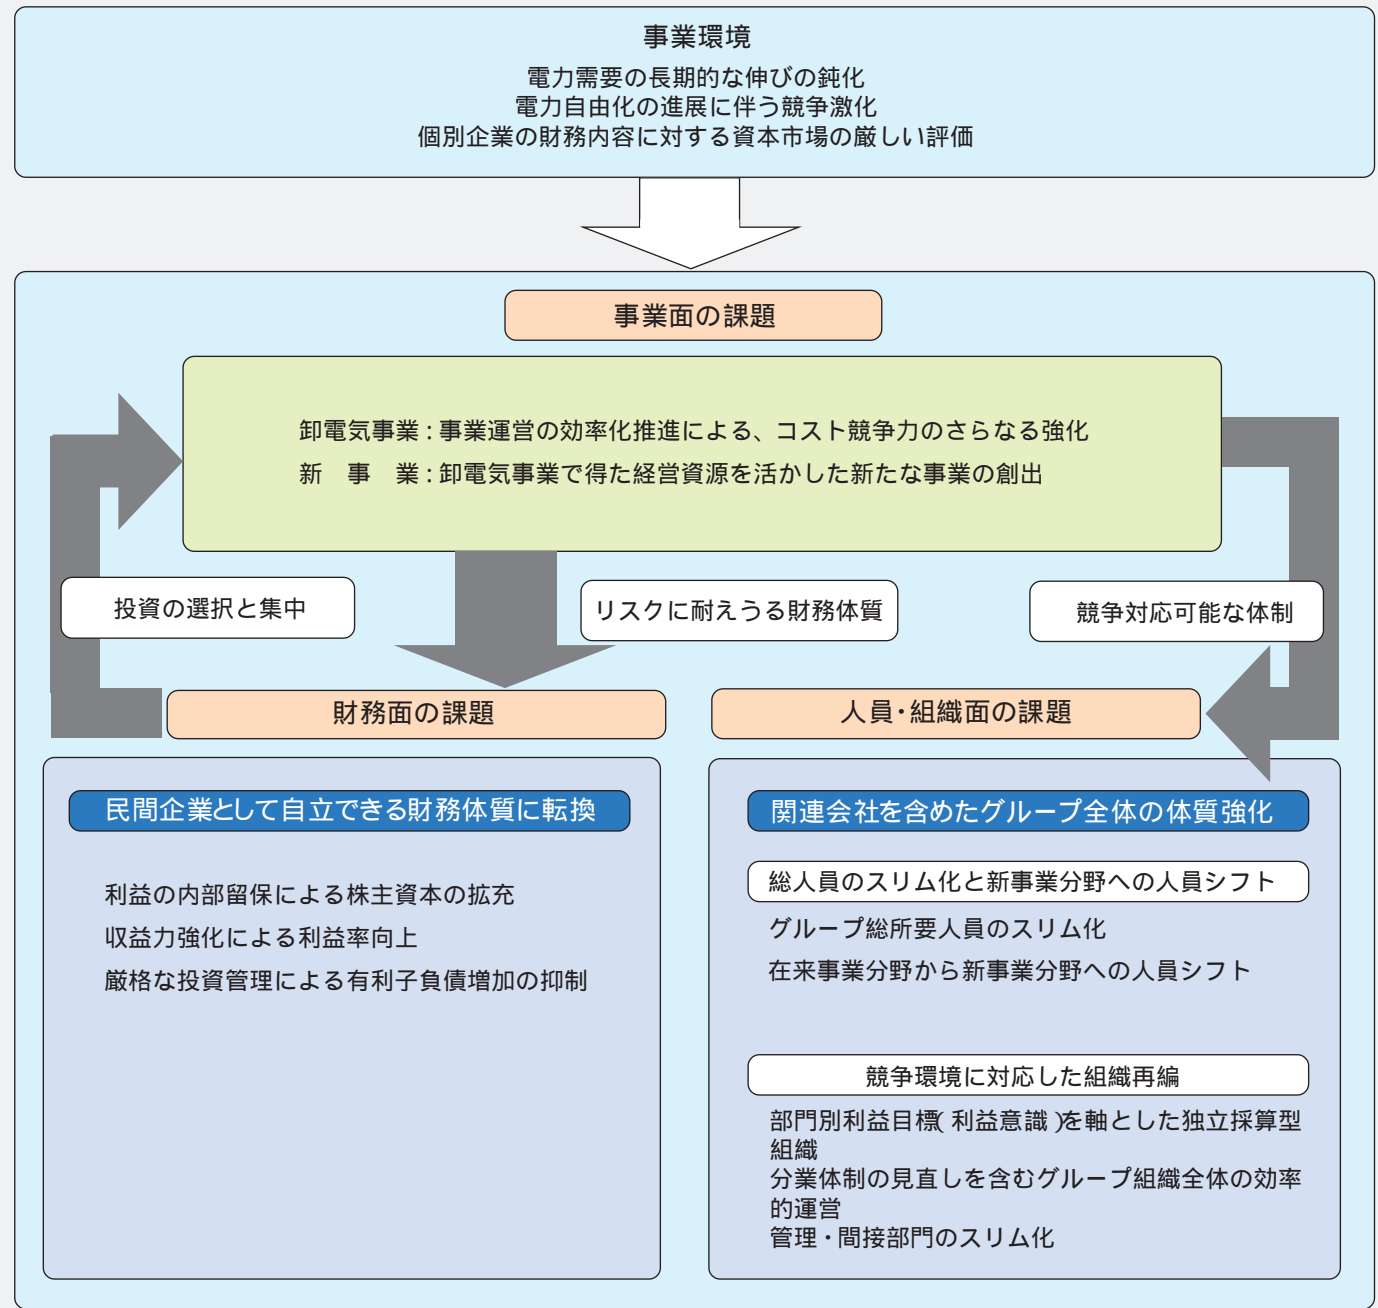 事業環境
電力需要の長期的な伸びの鈍化
電力自由化の進展に伴う競争激化
個別企業の財務内容に対する資本市場の厳しい評価
事業面の課題
卸電気事業：事業運営の効率化推進による、コスト競争力のさらなる強化
新　事　業：卸電気事業で得た経営資源を活かした新たな事業の創出
投資の選択と集中
リスクに耐えうる財務体質
競争対応可能な体制
財務面の課題
民間企業として自立できる財務体質に転換
利益の内部留保による株主資本の拡充
収益力強化による利益率向上
厳格な投資管理による有利子負債増加の抑制
人員・組織面の課題
関連会社を含めたグループ全体の体質強化
総人員のスリム化と新事業分野への人員シフト
グループ総所要人員のスリム化
在来事業分野から新事業分野への人員シフト
競争環境に対応した組織再編
部門別利益目標（利益意識）を軸とした独立採算型
組織
分業体制の見直しを含むグループ組織全体の効率
的運営
管理・間接部門のスリム化